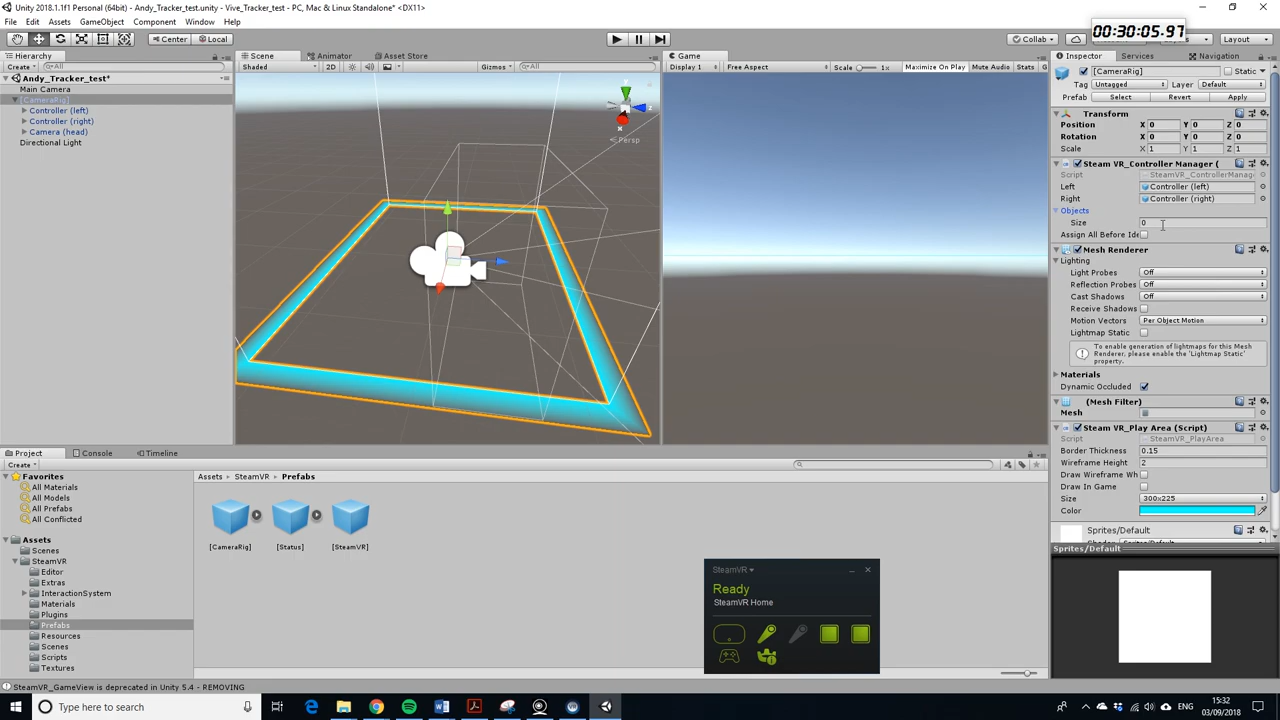 Unity 2018.1.1f1 Personal (64bit) - Andy_Tracker_test.unity - Vive_Tracker_test - PC, Mac & Linux Standalone* <DX11>
00:30:05.97
File Edit Assets GameObject Component Window Help
Center Local Collab Layout
Hierarchy Scene Animator Asset Store Game Inspector Services Navigation
Create All Shaded 2D Gizmos All Display 1 Free Aspect Scale 1x Maximize On Play Mute Audio Stats
[CameraRig] Static
Andy_Tracker_test*
Tag Untagged Layer Default
Main Camera
Prefab Select Revert Apply
[CameraRig]
Controller (left)
Controller (right)
Camera (head)
Directional Light
y
z
x
Persp
Transform
Position X 0 Y 0 Z 0
Rotation X 0 Y 0 Z 0
Scale X 1 Y 1 Z 1
Steam VR_Controller Manager (
Script SteamVR_ControllerManage
Left Controller (left)
Right Controller (right)
Objects
Size 0
Assign All Before Ide
Mesh Renderer
Lighting
Light Probes Off
Reflection Probes Off
Cast Shadows Off
Receive Shadows
Motion Vectors Per Object Motion
Lightmap Static
To enable generation of lightmaps for this Mesh
Renderer, please enable the 'Lightmap Static'
property.
Materials
Dynamic Occluded
(Mesh Filter)
Mesh
Steam VR_Play Area (Script)
Script SteamVR_PlayArea
Border Thickness 0.15
Wireframe Height 2
Draw Wireframe Wh
Draw In Game
Size 300x225
Color
Sprites/Default
Shader Sprites/Default
Sprites/Default
Project Console Timeline
Create
Favorites
All Materials
All Models
All Prefabs
All Conflicted
Assets
Scenes
SteamVR
Editor
Extras
InteractionSystem
Materials
Plugins
Prefabs
Resources
Scenes
Scripts
Textures
Assets SteamVR Prefabs
[CameraRig] [Status] [SteamVR]
SteamVR
Ready
SteamVR Home
SteamVR_GameView is deprecated in Unity 5.4 - REMOVING
Type here to search
15:32
ENG
03/09/2018